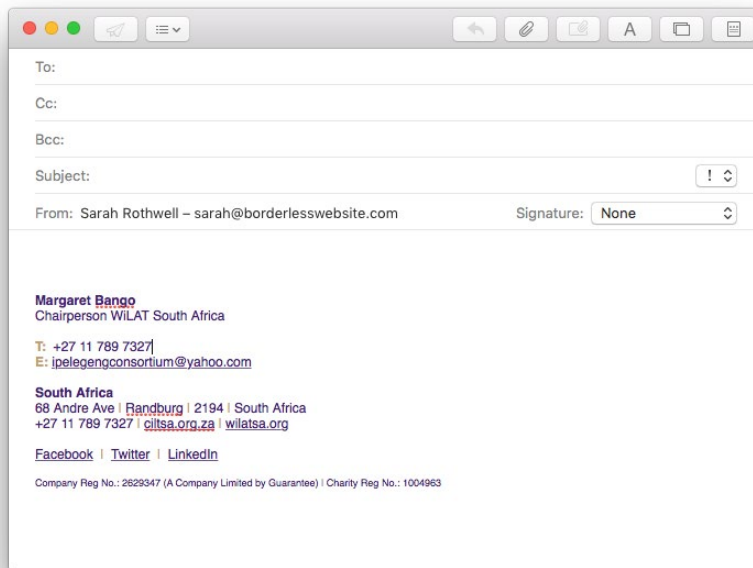 To:
Cc:
Bcc:
Subject:
!
From: Sarah Rothwell – sarah@borderlesswebsite.com Signature: None
Margaret Bango
Chairperson WiLAT South Africa
T: +27 11 789 7327
E: ipelegengconsortium@yahoo.com
South Africa
68 Andre Ave | Randburg | 2194 | South Africa
+27 11 789 7327 | ciltsa.org.za | wilatsa.org
Facebook | Twitter | LinkedIn
Company Reg No.: 2629347 (A Company Limited by Guarantee) | Charity Reg No.: 1004963